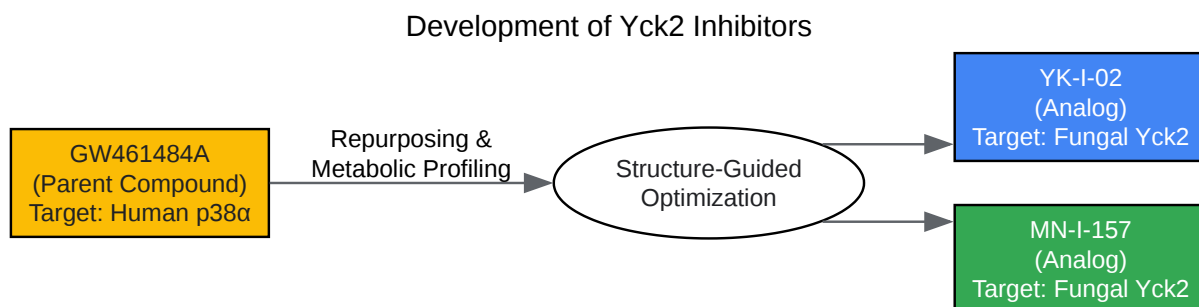 Development of Yck2 Inhibitors
GW461484A
(Parent Compound)
Target: Human p38α
Repurposing &
Metabolic Profiling
Structure-Guided
Optimization
YK-I-02
(Analog)
Target: Fungal Yck2
MN-I-157
(Analog)
Target: Fungal Yck2